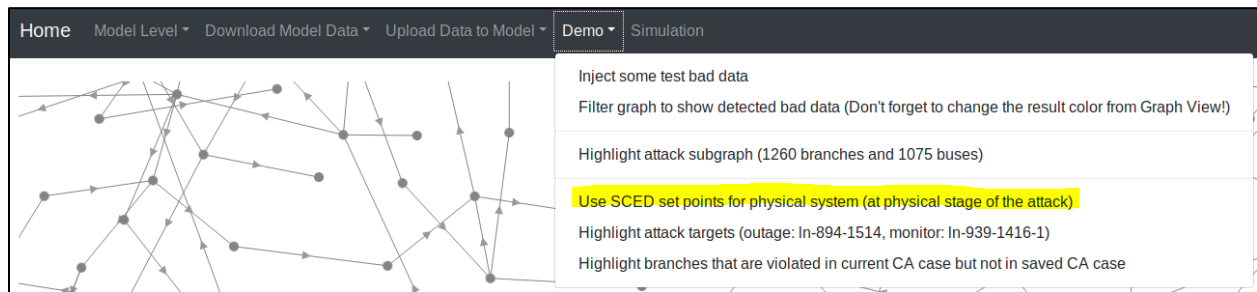 Home Model Level Download Model Data Upload Data to Model Demo Simulation
Inject some test bad data
Filter graph to show detected bad data (Don't forget to change the result color from Graph View!)
Highlight attack subgraph (1260 branches and 1075 buses)
Use SCED set points for physical system (at physical stage of the attack)
Highlight attack targets (outage: ln-894-1514, monitor: ln-939-1416-1)
Highlight branches that are violated in current CA case but not in saved CA case